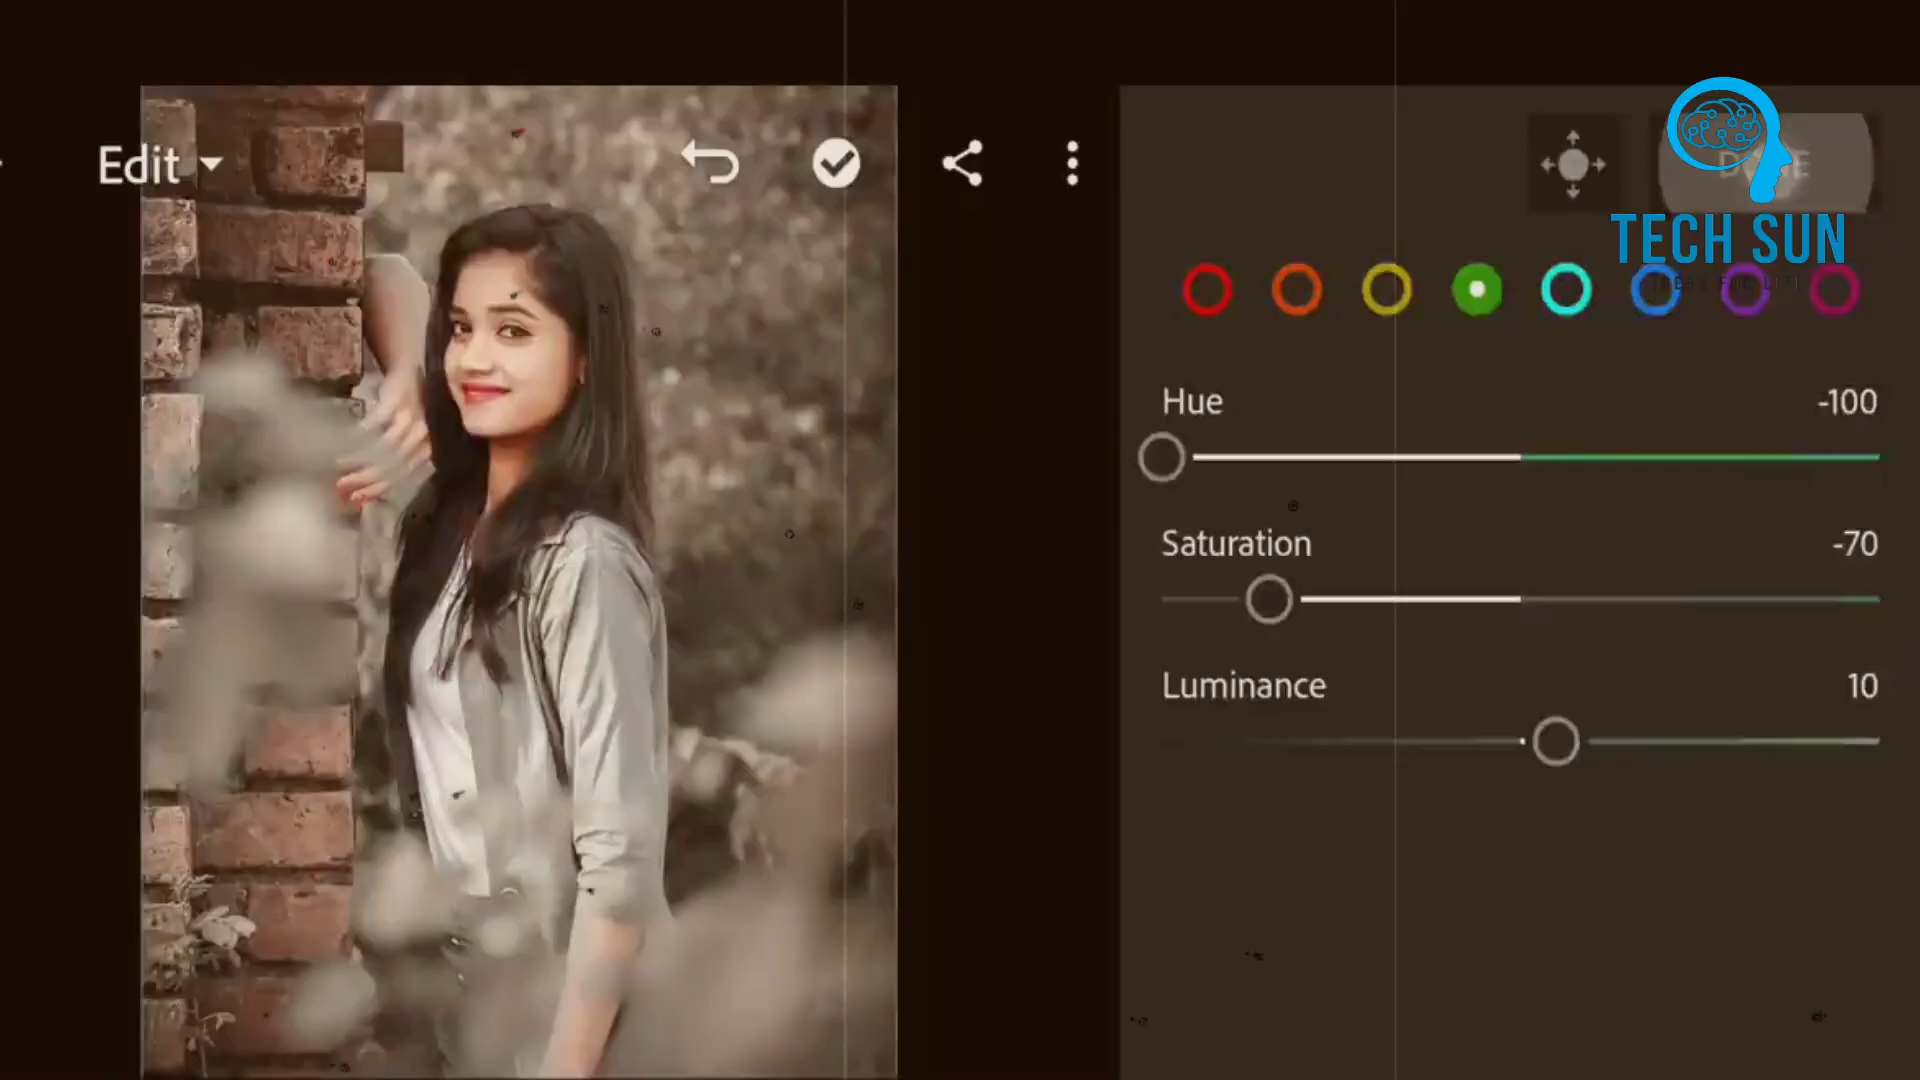 Edit
TECH SUN
Hue -100
Saturation -70
Luminance 10